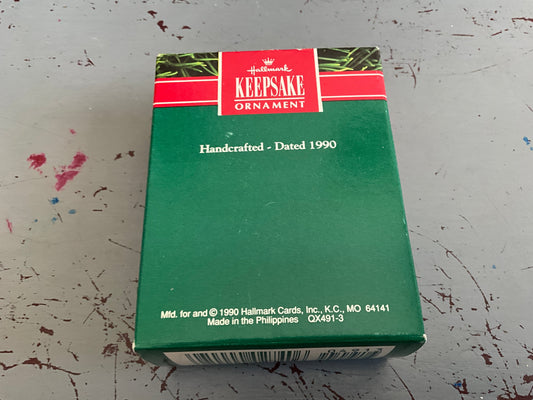 Hallmark
KEEPSAKE
ORNAMENT
Handcrafted - Dated 1990
Mfd. for and © 1990 Hallmark Cards, Inc., K.C., MO 64141
Made in the Philippines QX491-3